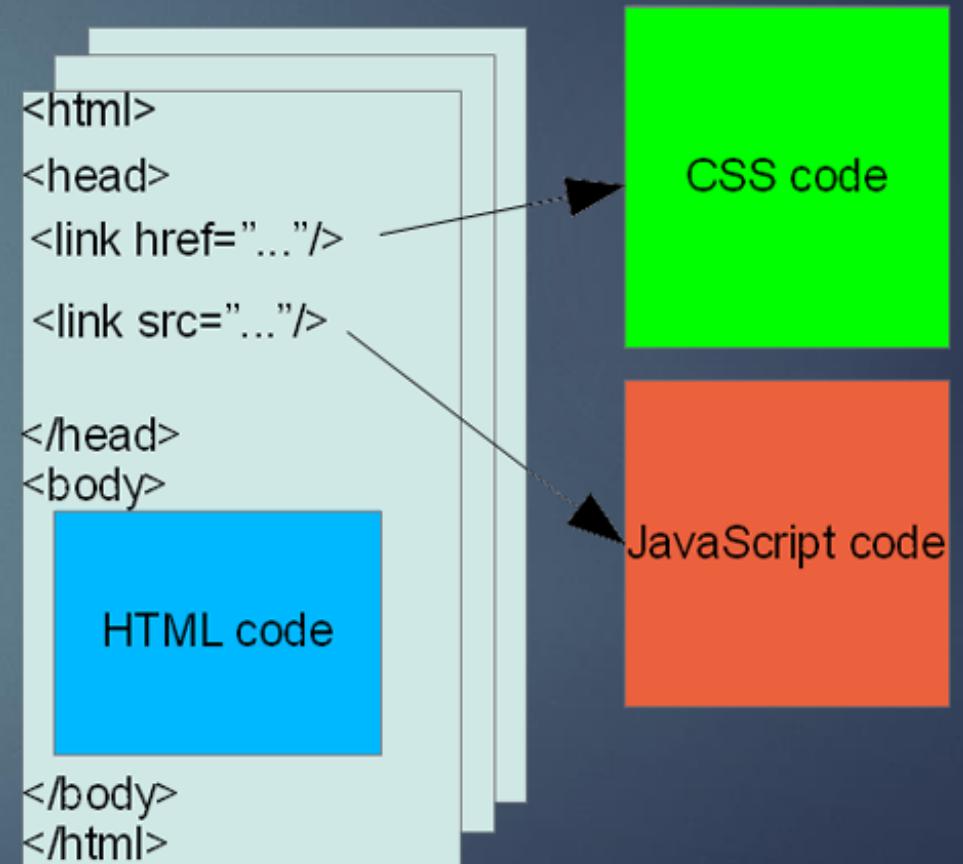 <html>
<head>
<link href=”...”/>
<link src=”...”/>
</head>
<body>
HTML code
</body>
</html>
CSS code
JavaScript code